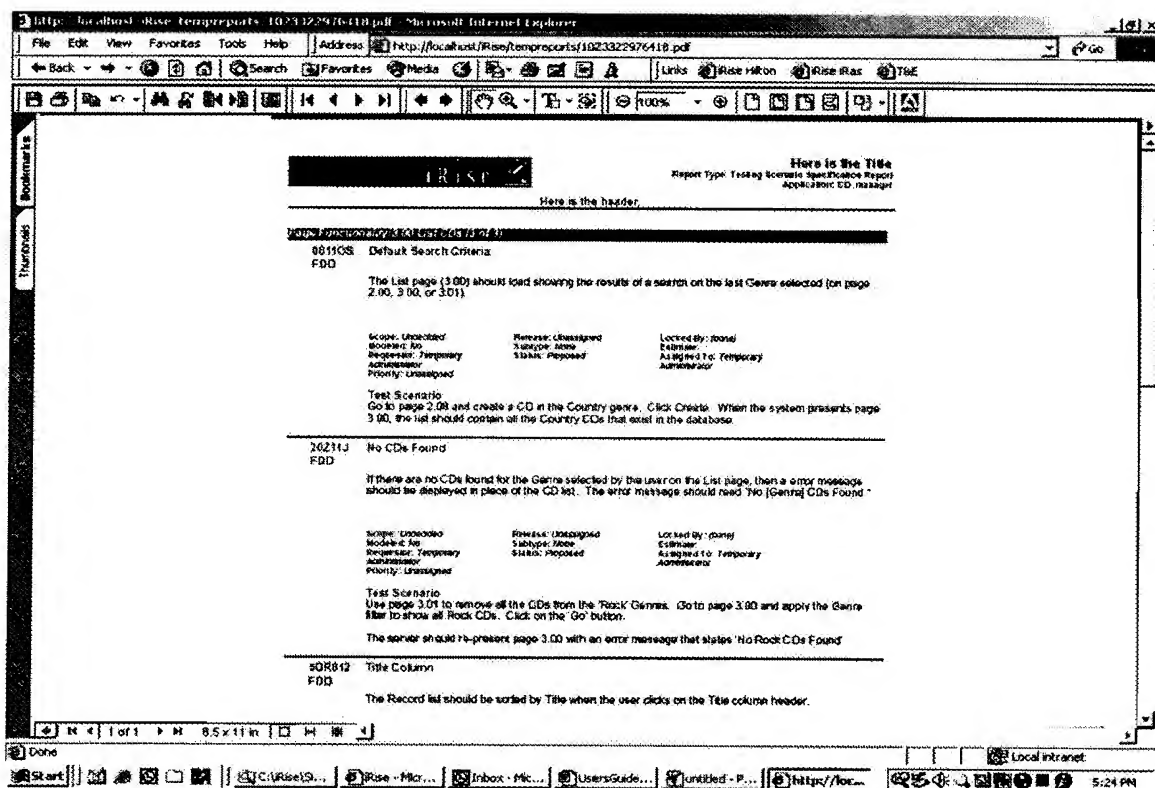 http: localhost iRise tempreports 1023322976418.pdf - Microsoft Internet Explorer
File Edit View Favorites Tools Help Address http://localhost/iRise/tempreports/1023322976418.pdf Go
Back Search Favorites Media Links iRise Hilton iRise iRas T&E
100%
Bookmarks
Thumbnails
iRise
Here is the Title
Report Type: Testing Scenario Specification Report
Application: CD manager
Here is the header.
Default Search Criteria
FDD
The List page (3.00) should load showing the results of a search on the last Genre selected (on page
2.00, 3.00, or 3.01).
Scope: Undecided Release: Unassigned Locked By: (none)
Modeled: No Subtype: None Estimate:
Requester: Temporary Status: Proposed Assigned To: Temporary
Administrator Administrator
Priority: Unassigned
Test Scenario
Go to page 2.08 and create a CD in the Country genre. Click Create. When the system presents page
3.00, the list should contain all the Country CDs that exist in the database.
No CDs Found
FDD
If there are no CDs found for the Genre selected by the user on the List page, then a error message
should be displayed in place of the CD list. The error message should read 'No [Genre] CDs Found."
Scope: Undecided Release: Unassigned Locked By: (none)
Modeled: No Subtype: None Estimate:
Requester: Temporary Status: Proposed Assigned To: Temporary
Administrator Administrator
Priority: Unassigned
Test Scenario
Use page 3.01 to remove all the CDs from the 'Rock' Genres. Go to page 3.00 and apply the Genre
filter to show all Rock CDs. Click on the 'Go' button.
The server should re-present page 3.00 with an error message that states 'No Rock CDs Found'
Title Column
FDD
The Record list should be sorted by Title when the user clicks on the Title column header.
1 of 1 8.5 x 11 in
Done Local intranet
Start C:\iRise\S... iRise - Micr... Inbox - Mic... UsersGuide... untitled - P... http://loc... 5:24 PM